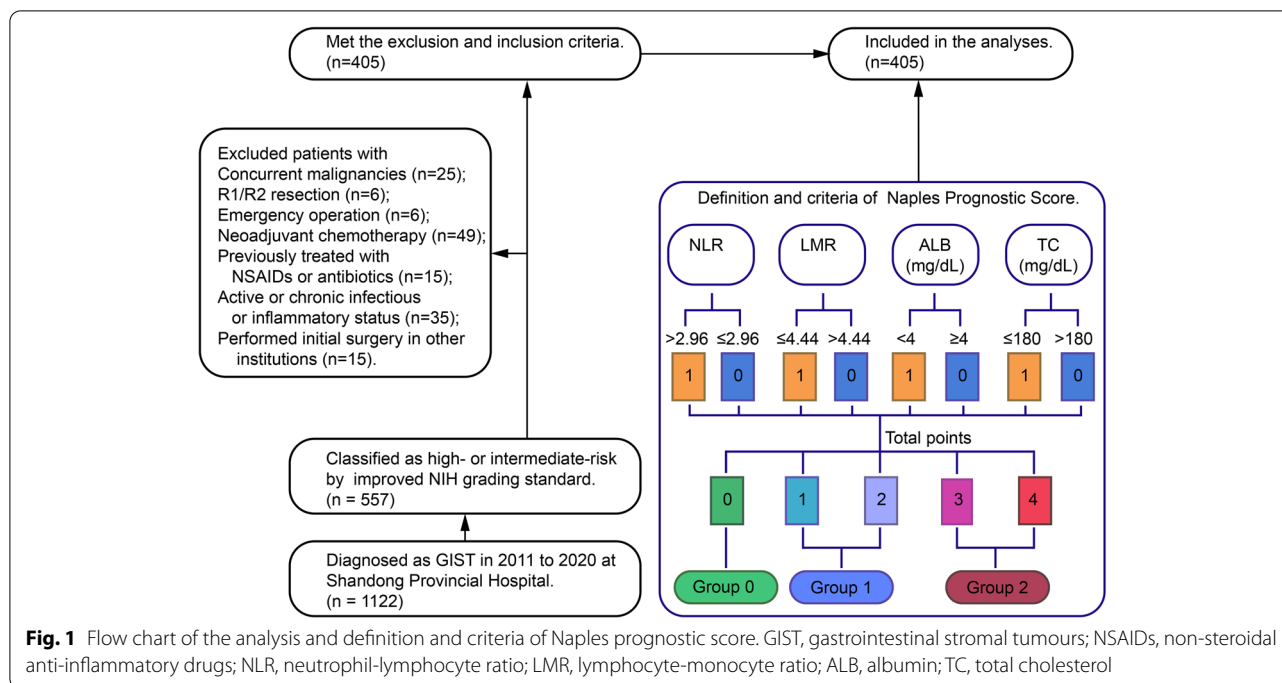 Met the exclusion and inclusion criteria.
(n=405)
Included in the analyses.
(n=405)
Excluded patients with
Concurrent malignancies (n=25);
R1/R2 resection (n=6);
Emergency operation (n=6);
Neoadjuvant chemotherapy (n=49);
Previously treated with
NSAIDs or antibiotics (n=15);
Active or chronic infectious
or inflammatory status (n=35);
Performed initial surgery in other
institutions (n=15).
Classified as high- or intermediate-risk
by improved NIH grading standard.
(n = 557)
Diagnosed as GIST in 2011 to 2020 at
Shandong Provincial Hospital.
(n = 1122)
Definition and criteria of Naples Prognostic Score.
NLR LMR ALB TC
(mg/dL) (mg/dL)
>2.96 ≤2.96 ≤4.44 >4.44 <4 ≥4 ≤180 >180
1 0 1 0 1 0 1 0
Total points
0 1 2 3 4
Group 0 Group 1 Group 2
Fig. 1 Flow chart of the analysis and definition and criteria of Naples prognostic score. GIST, gastrointestinal stromal tumours; NSAIDs, non-steroidal
anti-inflammatory drugs; NLR, neutrophil-lymphocyte ratio; LMR, lymphocyte-monocyte ratio; ALB, albumin; TC, total cholesterol